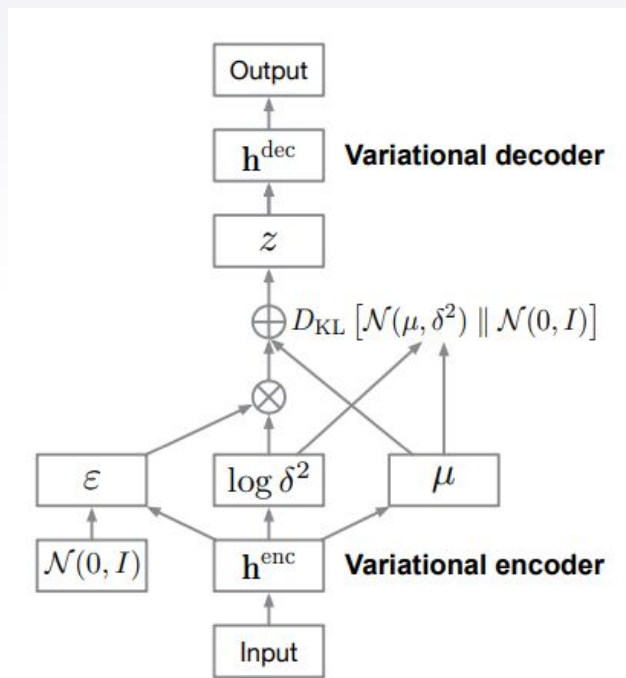 Output
h^dec Variational decoder
z
⊕ D_KL [N(μ, δ²) ∥ N(0, I)]
⊗
ε log δ² μ
N(0, I) h^enc Variational encoder
Input